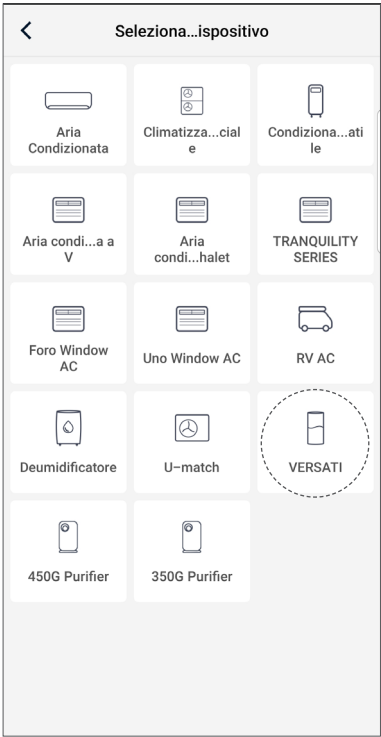 Seleziona...ispositivo
Aria
Condizionata
Climatizza...cial
e
Condiziona...ati
le
Aria condi...a a
V
Aria
condi...halet
TRANQUILITY
SERIES
Foro Window
AC
Uno Window AC
RV AC
Deumidificatore
U-match
VERSATI
450G Purifier
350G Purifier